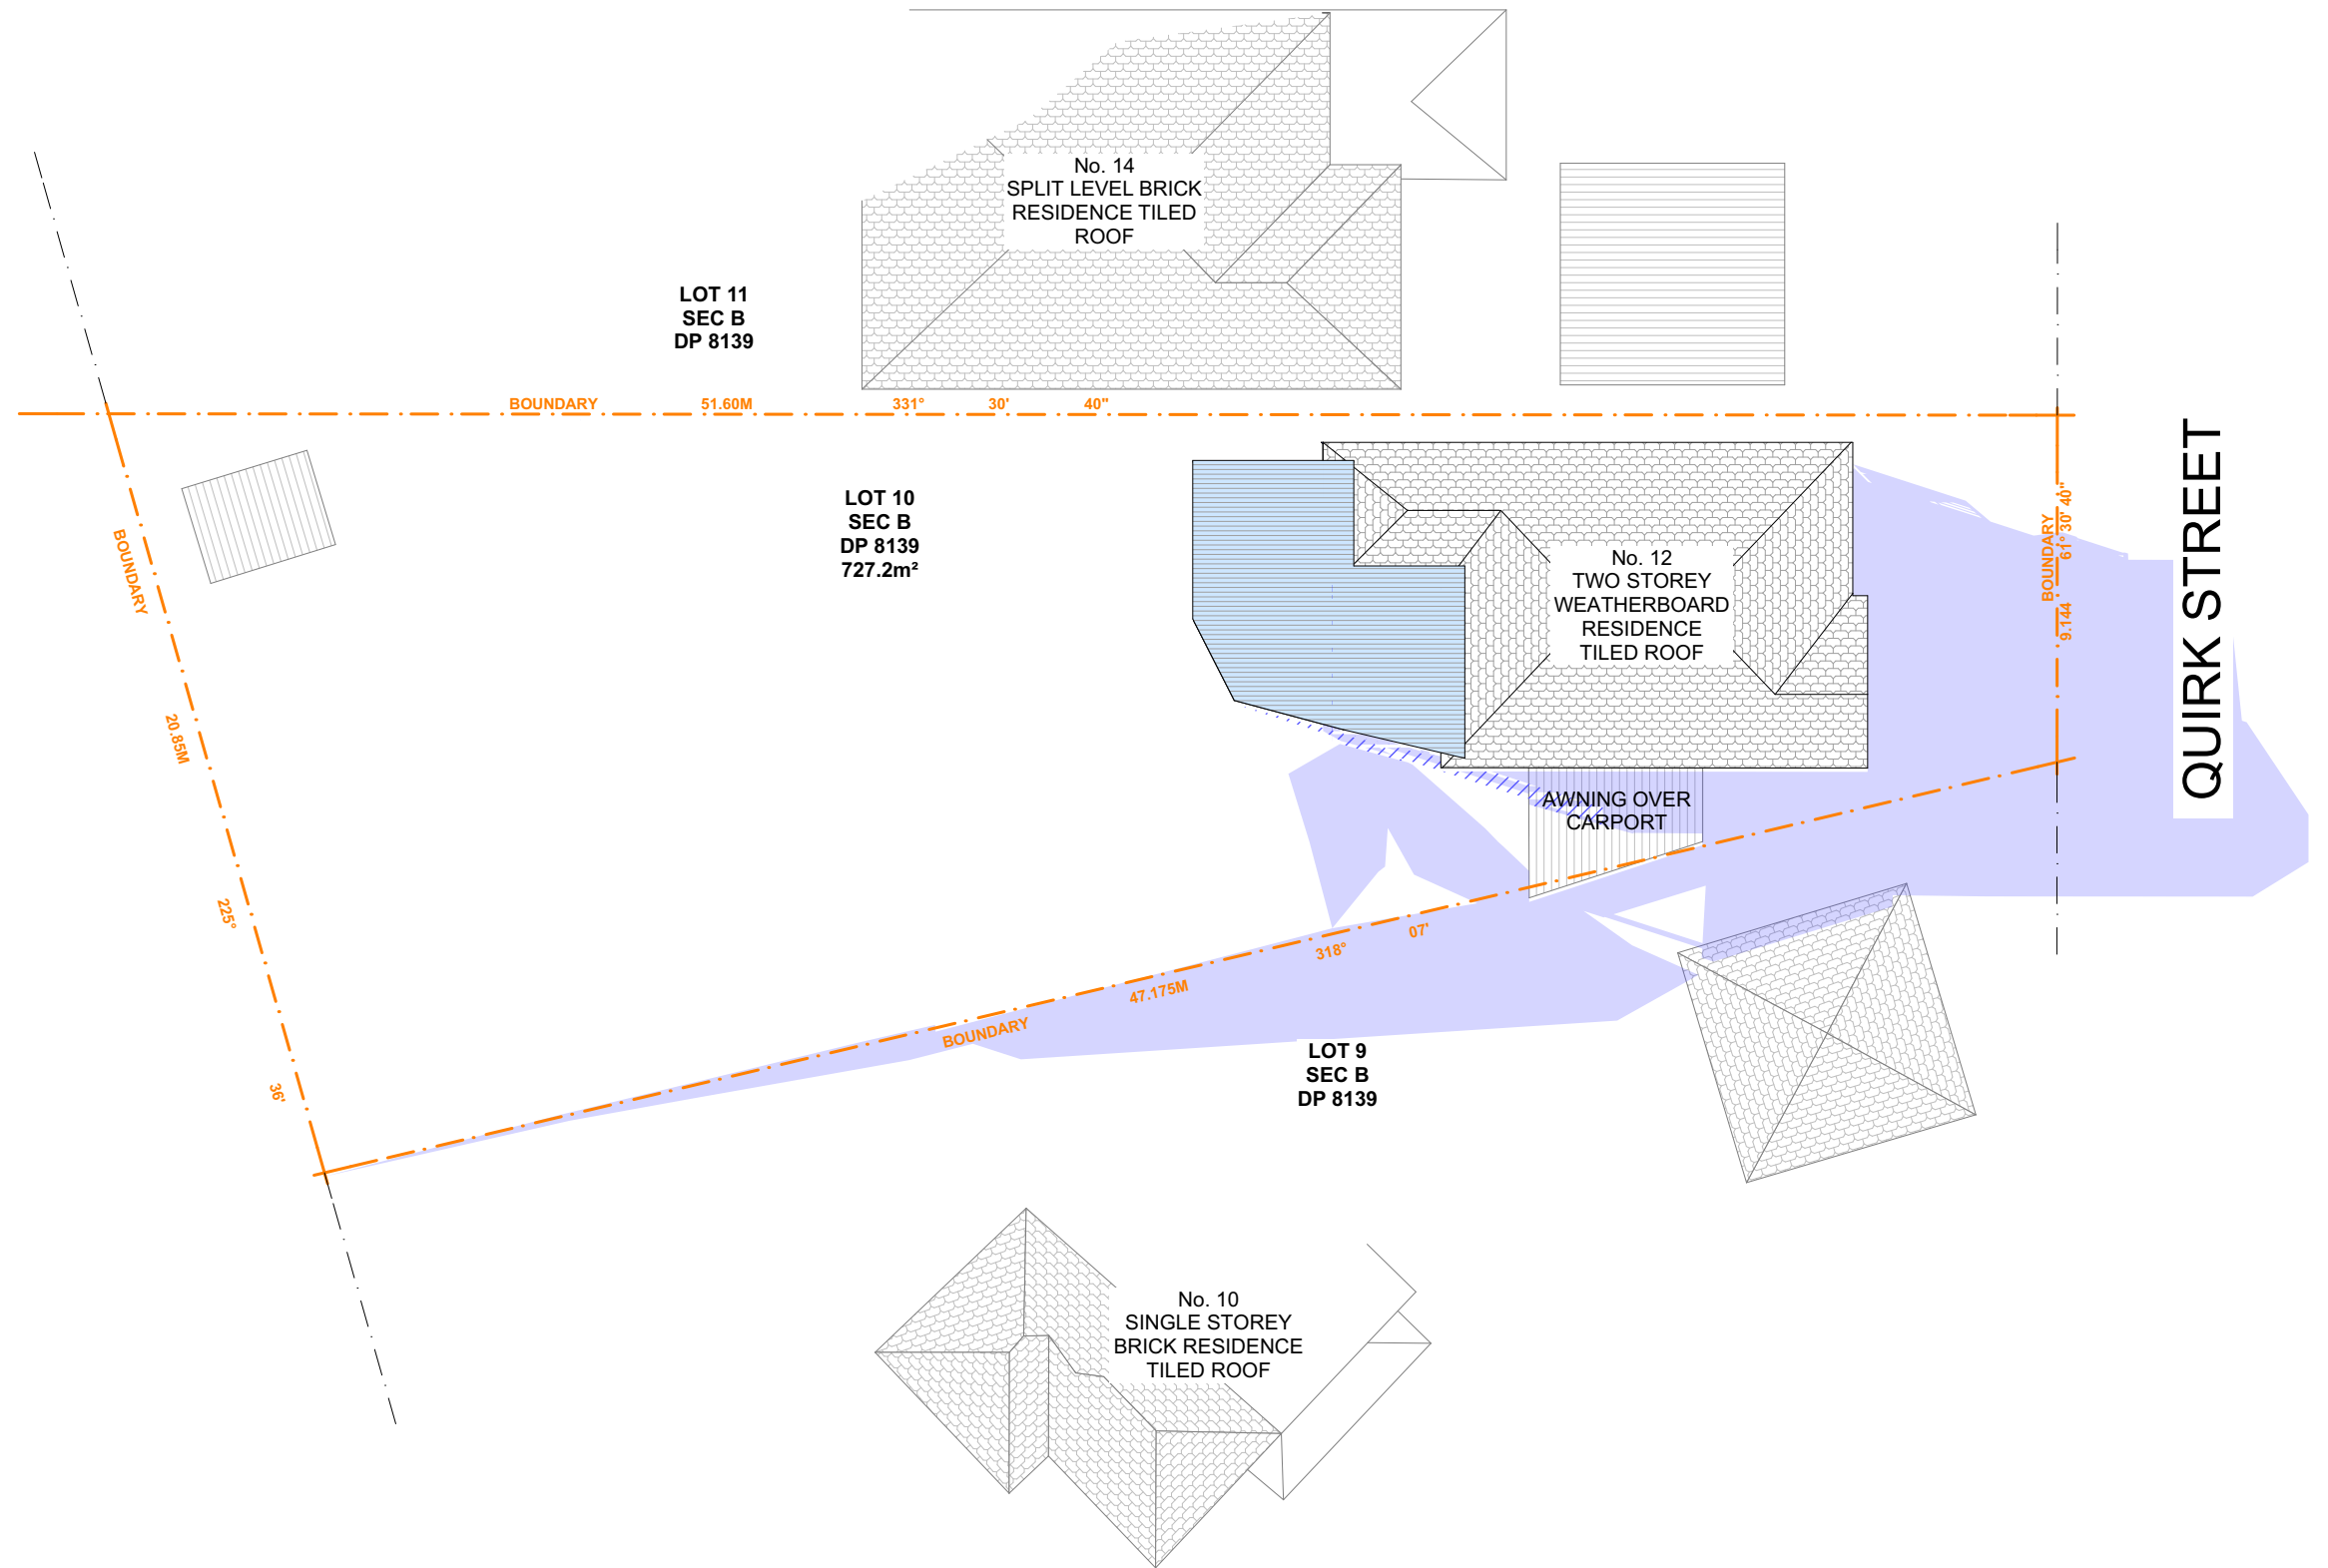 No. 14
SPLIT LEVEL BRICK
RESIDENCE TILED
ROOF
LOT 11
SEC B
DP 8139
BOUNDARY 51.60M 331° 30' 40"
LOT 10
SEC B
DP 8139
727.2m²
No. 12
TWO STOREY
WEATHERBOARD
RESIDENCE
TILED ROOF
BOUNDARY
9.144 61° 30' 40"
QUIRK STREET
BOUNDARY 20.85M 225° 36'
AWNING OVER
CARPORT
BOUNDARY 47.175M 318° 07'
LOT 9
SEC B
DP 8139
No. 10
SINGLE STOREY
BRICK RESIDENCE
TILED ROOF